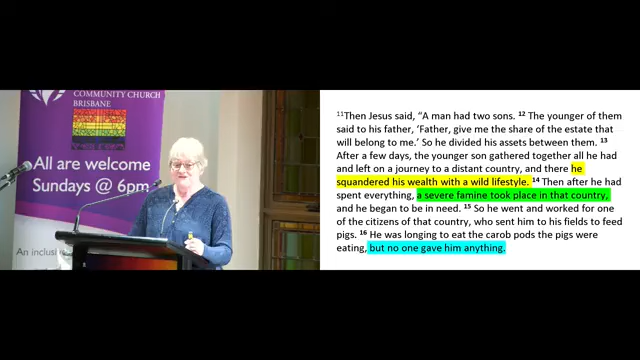 COMMUNITY CHURCH
BRISBANE
All are welcome
Sundays @ 6pm
An inclusi
¹¹Then Jesus said, “A man had two sons. ¹² The younger of them
said to his father, ‘Father, give me the share of the estate that
will belong to me.’ So he divided his assets between them. ¹³
After a few days, the younger son gathered together all he had
and left on a journey to a distant country, and there he
squandered his wealth with a wild lifestyle. ¹⁴ Then after he had
spent everything, a severe famine took place in that country,
and he began to be in need. ¹⁵ So he went and worked for one
of the citizens of that country, who sent him to his fields to feed
pigs. ¹⁶ He was longing to eat the carob pods the pigs were
eating, but no one gave him anything.